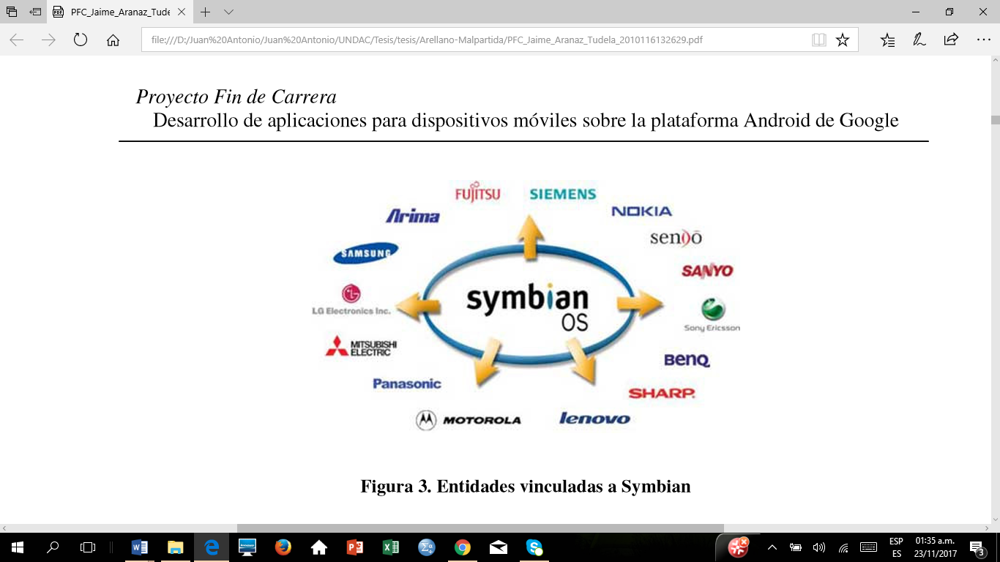 PFC_Jaime_Aranaz_Tude
file:///D:/Juan%20Antonio/Juan%20Antonio/UNDAC/Tesis/tesis/Arellano-Malpartida/PFC_Jaime_Aranaz_Tudela_2010116132629.pdf
Proyecto Fin de Carrera
Desarrollo de aplicaciones para dispositivos móviles sobre la plataforma Android de Google
FUJITSU SIEMENS
Arima NOKIA
sendō
SAMSUNG SANYO
symbian
OS
LG Electronics Inc. Sony Ericsson
MITSUBISHI
ELECTRIC
BenQ
Panasonic SHARP
MOTOROLA lenovo
Figura 3. Entidades vinculadas a Symbian
ESP 01:35 a.m.
ES 23/11/2017 3